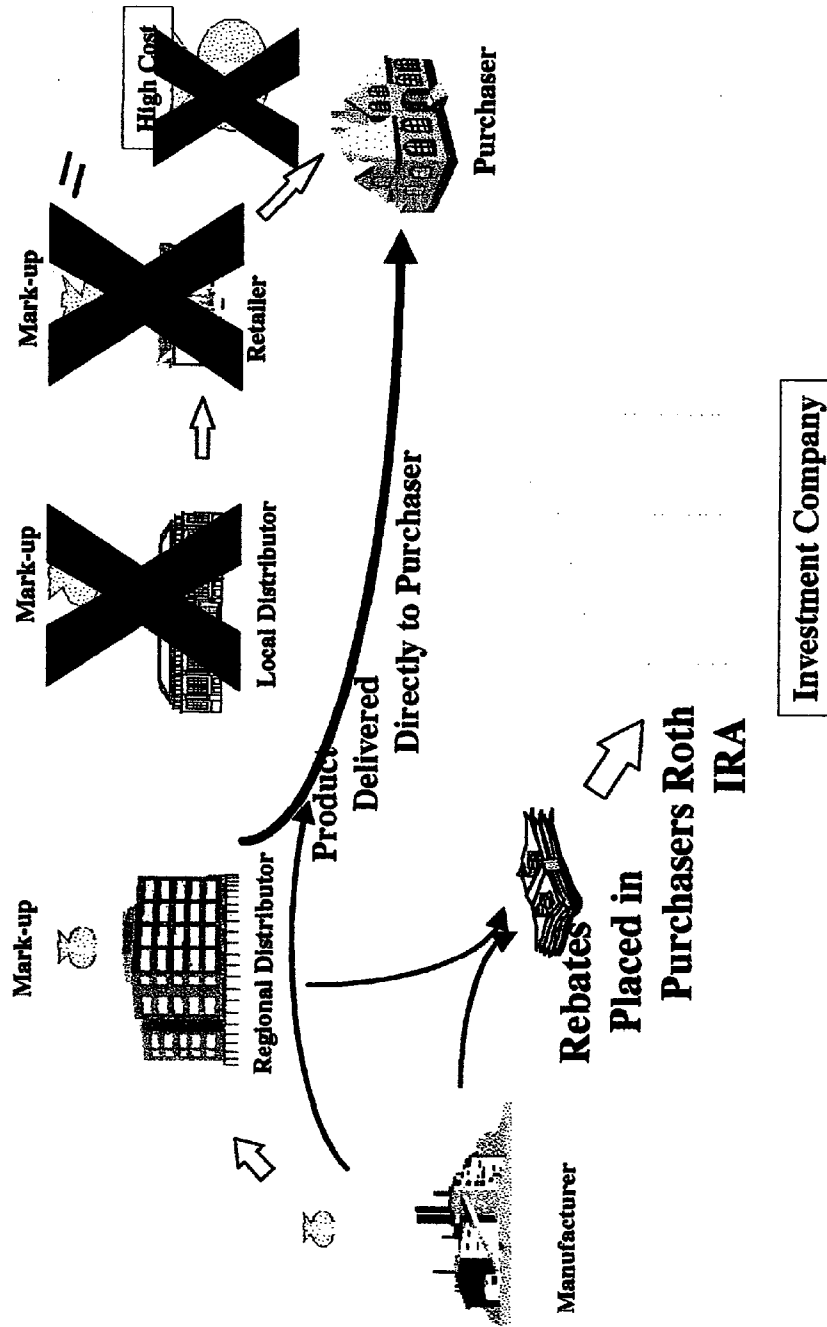 Mark-up
Mark-up
Mark-up
=
High Cost
Regional Distributor
Local Distributor
Retailer
Product
Delivered
Directly to Purchaser
Purchaser
Manufacturer
Rebates
Placed in
Purchasers Roth
IRA
Investment Company